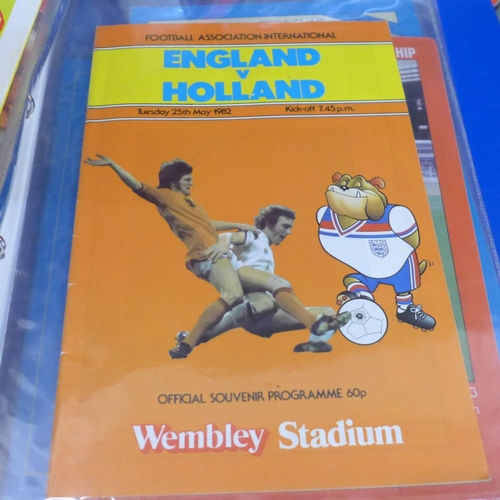 FOOTBALL ASSOCIATION INTERNATIONAL
ENGLAND
v
HOLLAND
Tuesday 25th May 1982 Kick-off 7.45 p.m.
OFFICIAL SOUVENIR PROGRAMME 60p
Wembley Stadium
SHIP